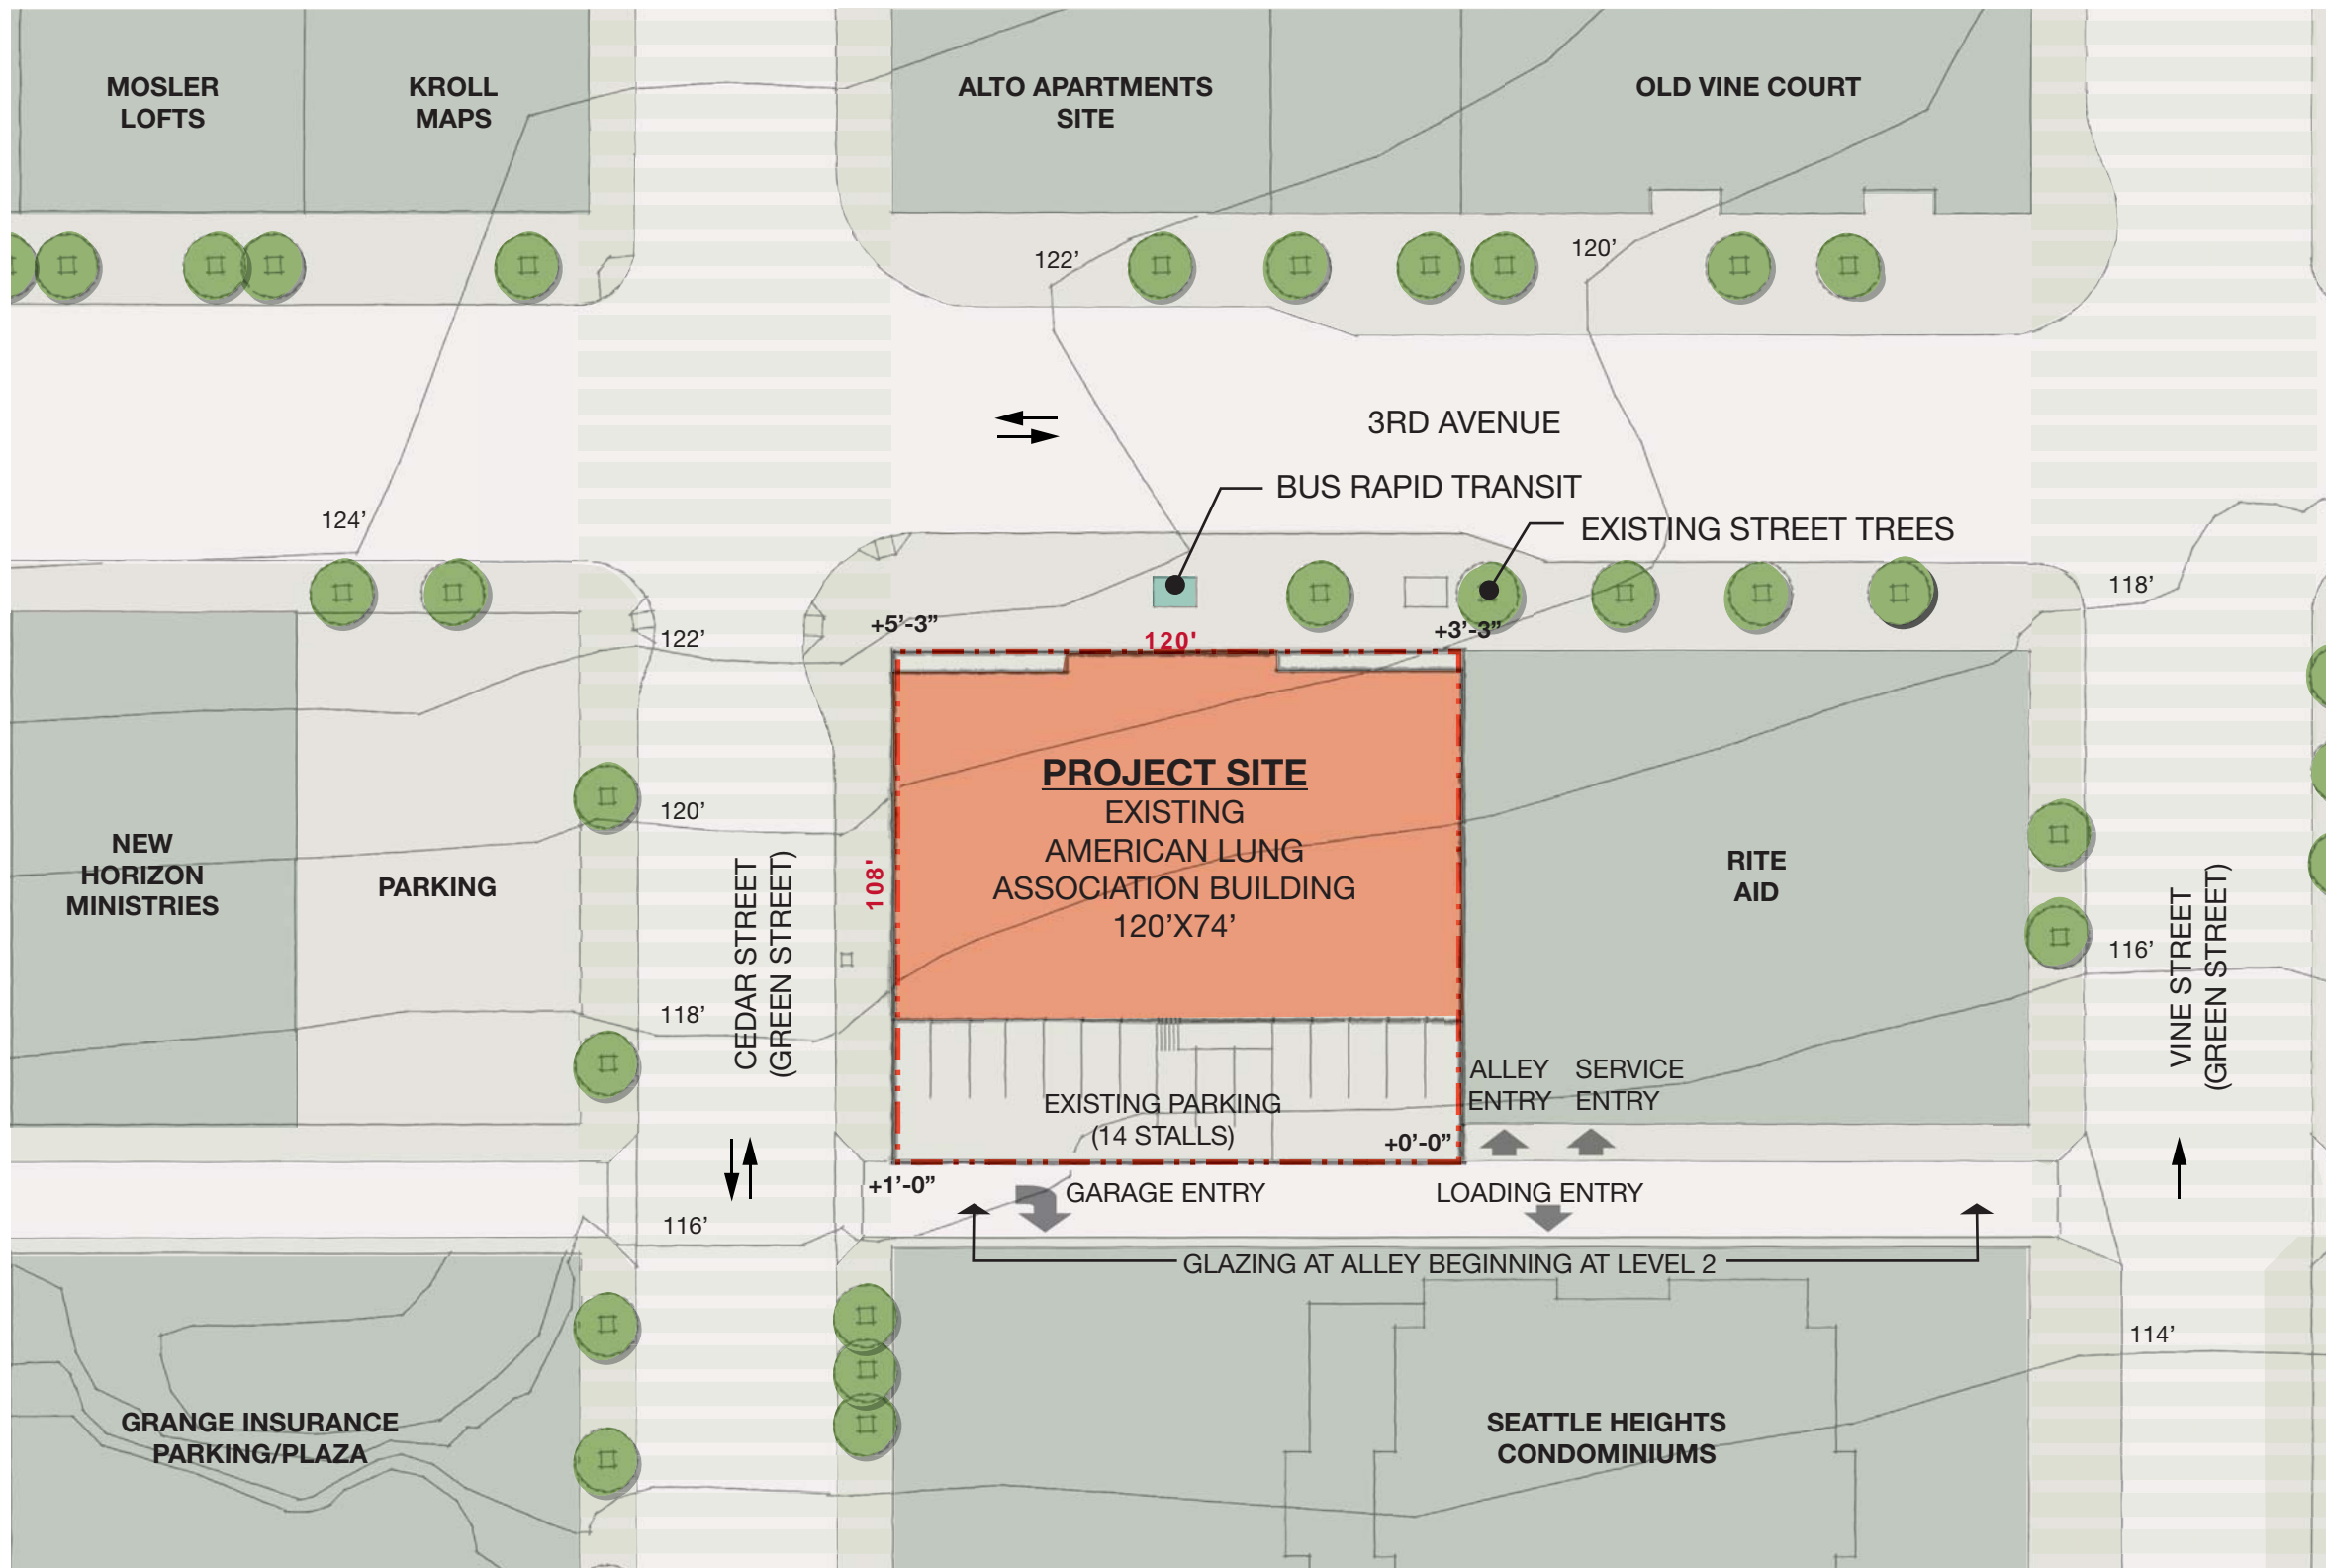 MOSLER
LOFTS
KROLL
MAPS
ALTO APARTMENTS
SITE
OLD VINE COURT
122’
120’
3RD AVENUE
BUS RAPID TRANSIT
EXISTING STREET TREES
124’
118’
122’
+5’-3”
120'
+3’-3”
PROJECT SITE
EXISTING
AMERICAN LUNG
ASSOCIATION BUILDING
120’X74’
120’
108'
NEW
HORIZON
MINISTRIES
PARKING
CEDAR STREET
(GREEN STREET)
RITE
AID
116’
VINE STREET
(GREEN STREET)
118’
ALLEY
ENTRY
SERVICE
ENTRY
EXISTING PARKING
(14 STALLS)
+0’-0”
+1’-0”
GARAGE ENTRY
LOADING ENTRY
116’
GLAZING AT ALLEY BEGINNING AT LEVEL 2
114’
GRANGE INSURANCE
PARKING/PLAZA
SEATTLE HEIGHTS
CONDOMINIUMS